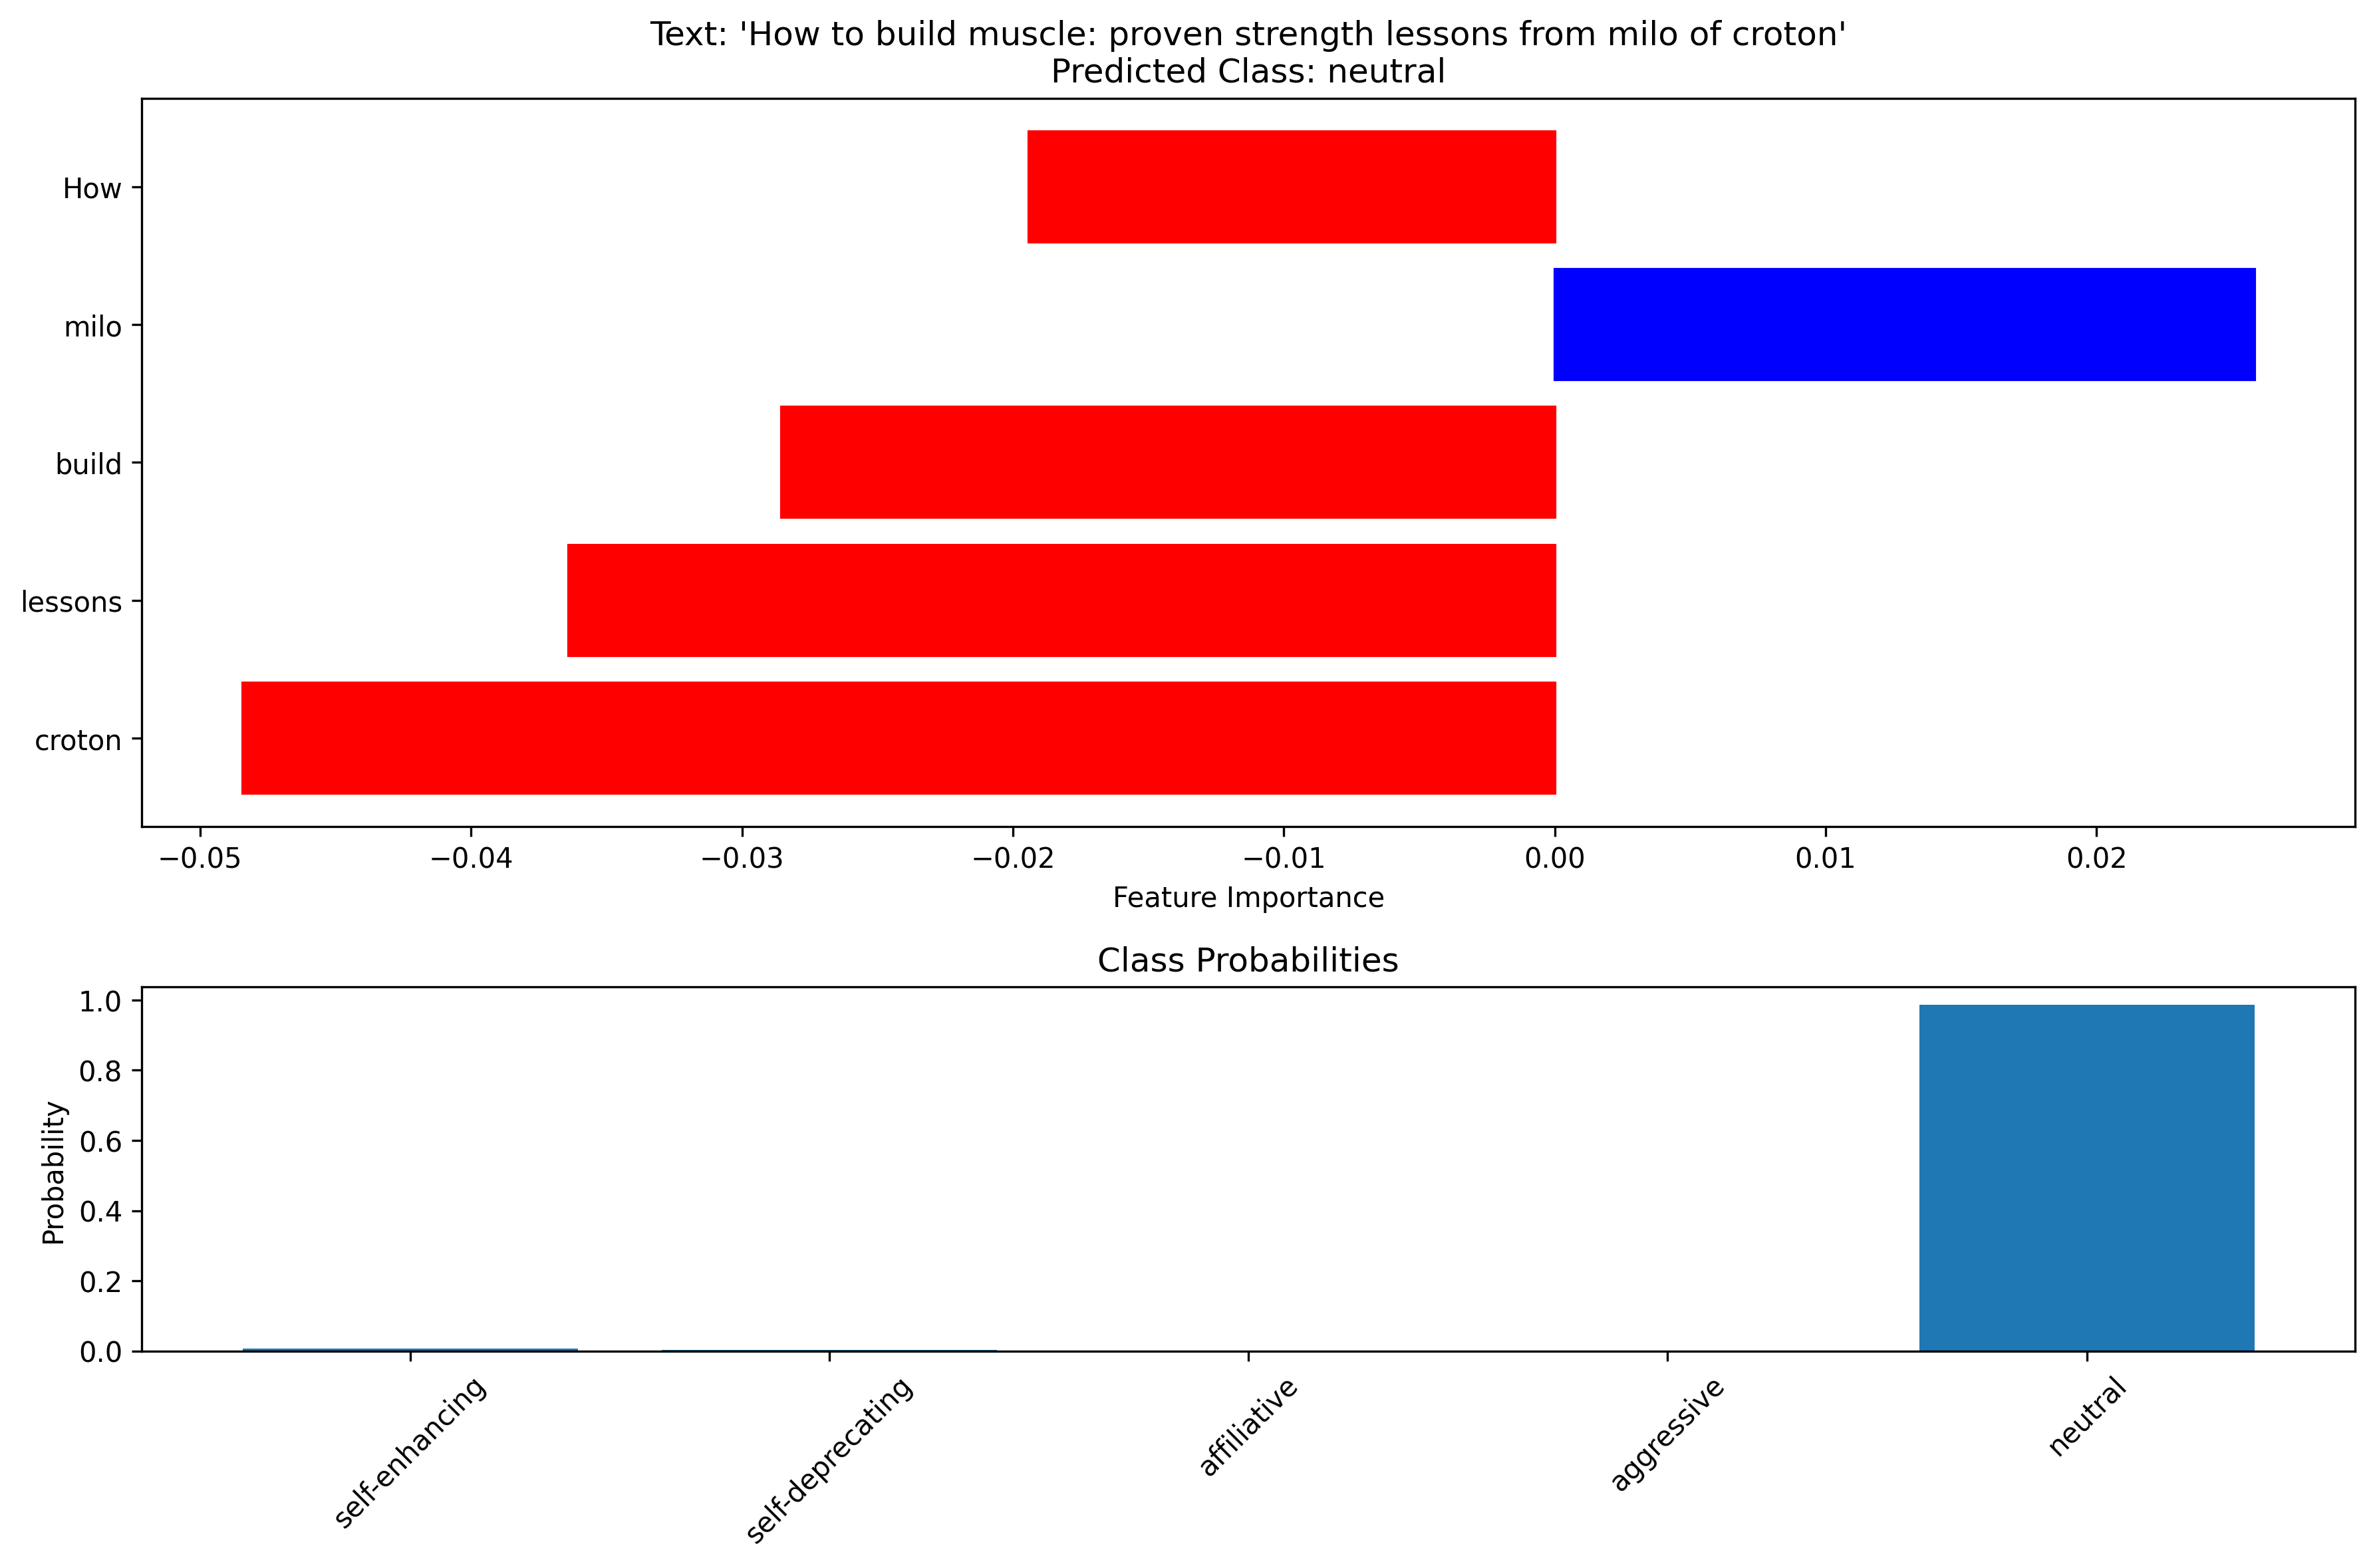 Text: 'How to build muscle: proven strength lessons from milo of croton'
Predicted Class: neutral
How
milo
build
lessons
croton
−0.05 −0.04 −0.03 −0.02 −0.01 0.00 0.01 0.02
Feature Importance
Class Probabilities
1.0
0.8
0.6
0.4
0.2
0.0
Probability
self-enhancing self-deprecating affiliative aggressive neutral